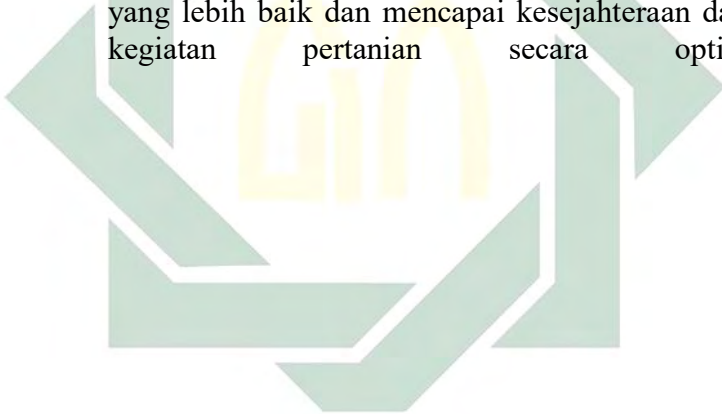 yang lebih baik dan mencapai kesejahteraan da
kegiatan pertanian secara opti